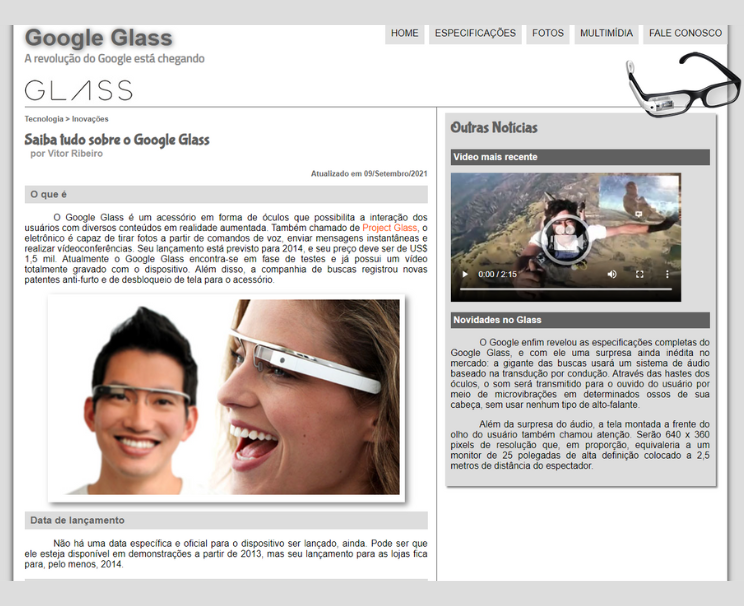 Google Glass
A revolução do Google está chegando
HOME ESPECIFICAÇÕES FOTOS MULTIMÍDIA FALE CONOSCO
GLASS
Tecnologia > Inovações
Saiba tudo sobre o Google Glass
por Vitor Ribeiro
Atualizado em 09/Setembro/2021
O que é
O Google Glass é um acessório em forma de óculos que possibilita a interação dos
usuários com diversos conteúdos em realidade aumentada. Também chamado de Project Glass, o
eletrônico é capaz de tirar fotos a partir de comandos de voz, enviar mensagens instantâneas e
realizar vídeoconferências. Seu lançamento está previsto para 2014, e seu preço deve ser de US$
1,5 mil. Atualmente o Google Glass encontra-se em fase de testes e já possui um vídeo
totalmente gravado com o dispositivo. Além disso, a companhia de buscas registrou novas
patentes anti-furto e de desbloqueio de tela para o acessório.
Data de lançamento
Não há uma data específica e oficial para o dispositivo ser lançado, ainda. Pode ser que
ele esteja disponível em demonstrações a partir de 2013, mas seu lançamento para as lojas fica
para, pelo menos, 2014.
Outras Notícias
Video mais recente
0:00 / 2:15
Novidades no Glass
O Google enfim revelou as especificações completas do
Google Glass, e com ele uma surpresa ainda inédita no
mercado: a gigante das buscas usará um sistema de áudio
baseado na transdução por condução. Através das hastes dos
óculos, o som será transmitido para o ouvido do usuário por
meio de microvibrações em determinados ossos de sua
cabeça, sem usar nenhum tipo de alto-falante.
Além da surpresa do áudio, a tela montada a frente do
olho do usuário também chamou atenção. Serão 640 x 360
pixels de resolução que, em proporção, equivaleria a um
monitor de 25 polegadas de alta definição colocado a 2,5
metros de distância do espectador.